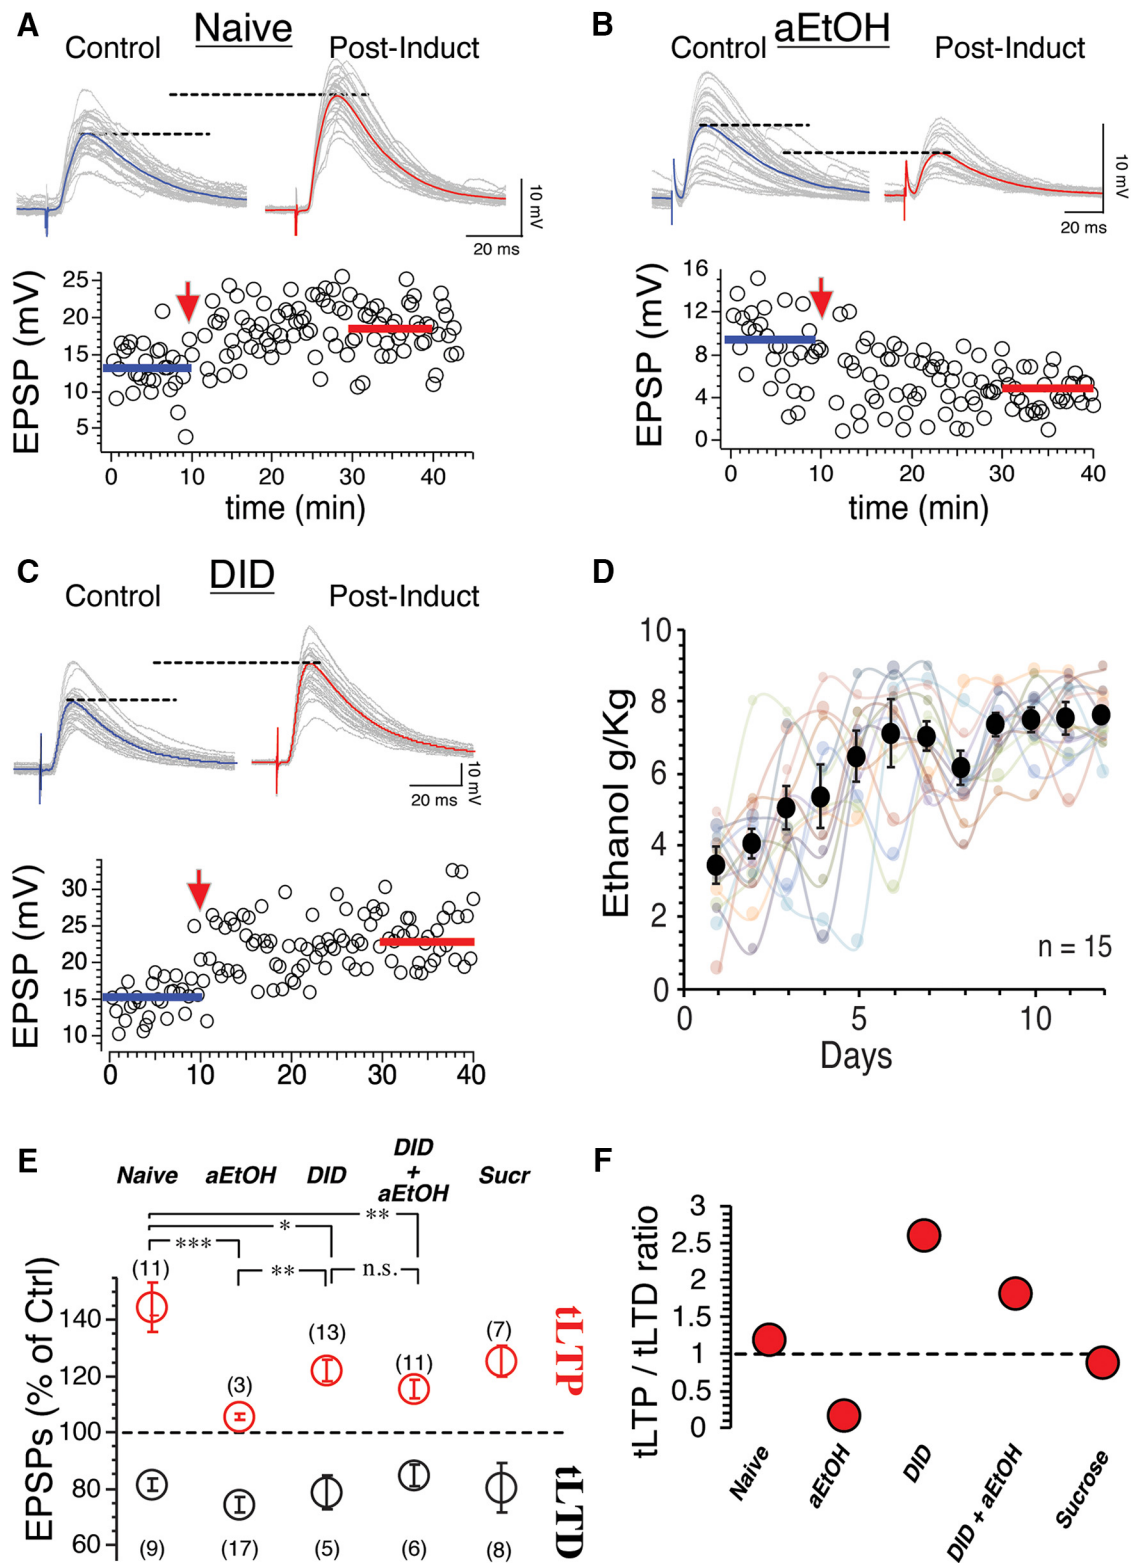 A
Naive
Control
Post-Induct
10 mV
20 ms
EPSP (mV)
25
20
15
10
5
0
10
20
30
40
time (min)
B
aEtOH
Control
Post-Induct
10 mV
20 ms
EPSP (mV)
16
12
8
4
0
0
10
20
30
40
time (min)
C
DID
Control
Post-Induct
10 mV
20 ms
EPSP (mV)
30
25
20
15
10
0
10
20
30
40
D
Ethanol g/Kg
10
8
6
4
2
0
0
5
10
n = 15
Days
E
Naive
aEtOH
DID
DID
+
aEtOH
Sucr
**
*
***
**
n.s.
(11)
(3)
(13)
(11)
(7)
EPSPs (% of Ctrl)
140
120
100
80
60
tLTP
tLTD
(9)
(17)
(5)
(6)
(8)
F
tLTP / tLTD ratio
3
2.5
2
1.5
1
0.5
0
Naive
aEtOH
DID
DID + aEtOH
Sucrose